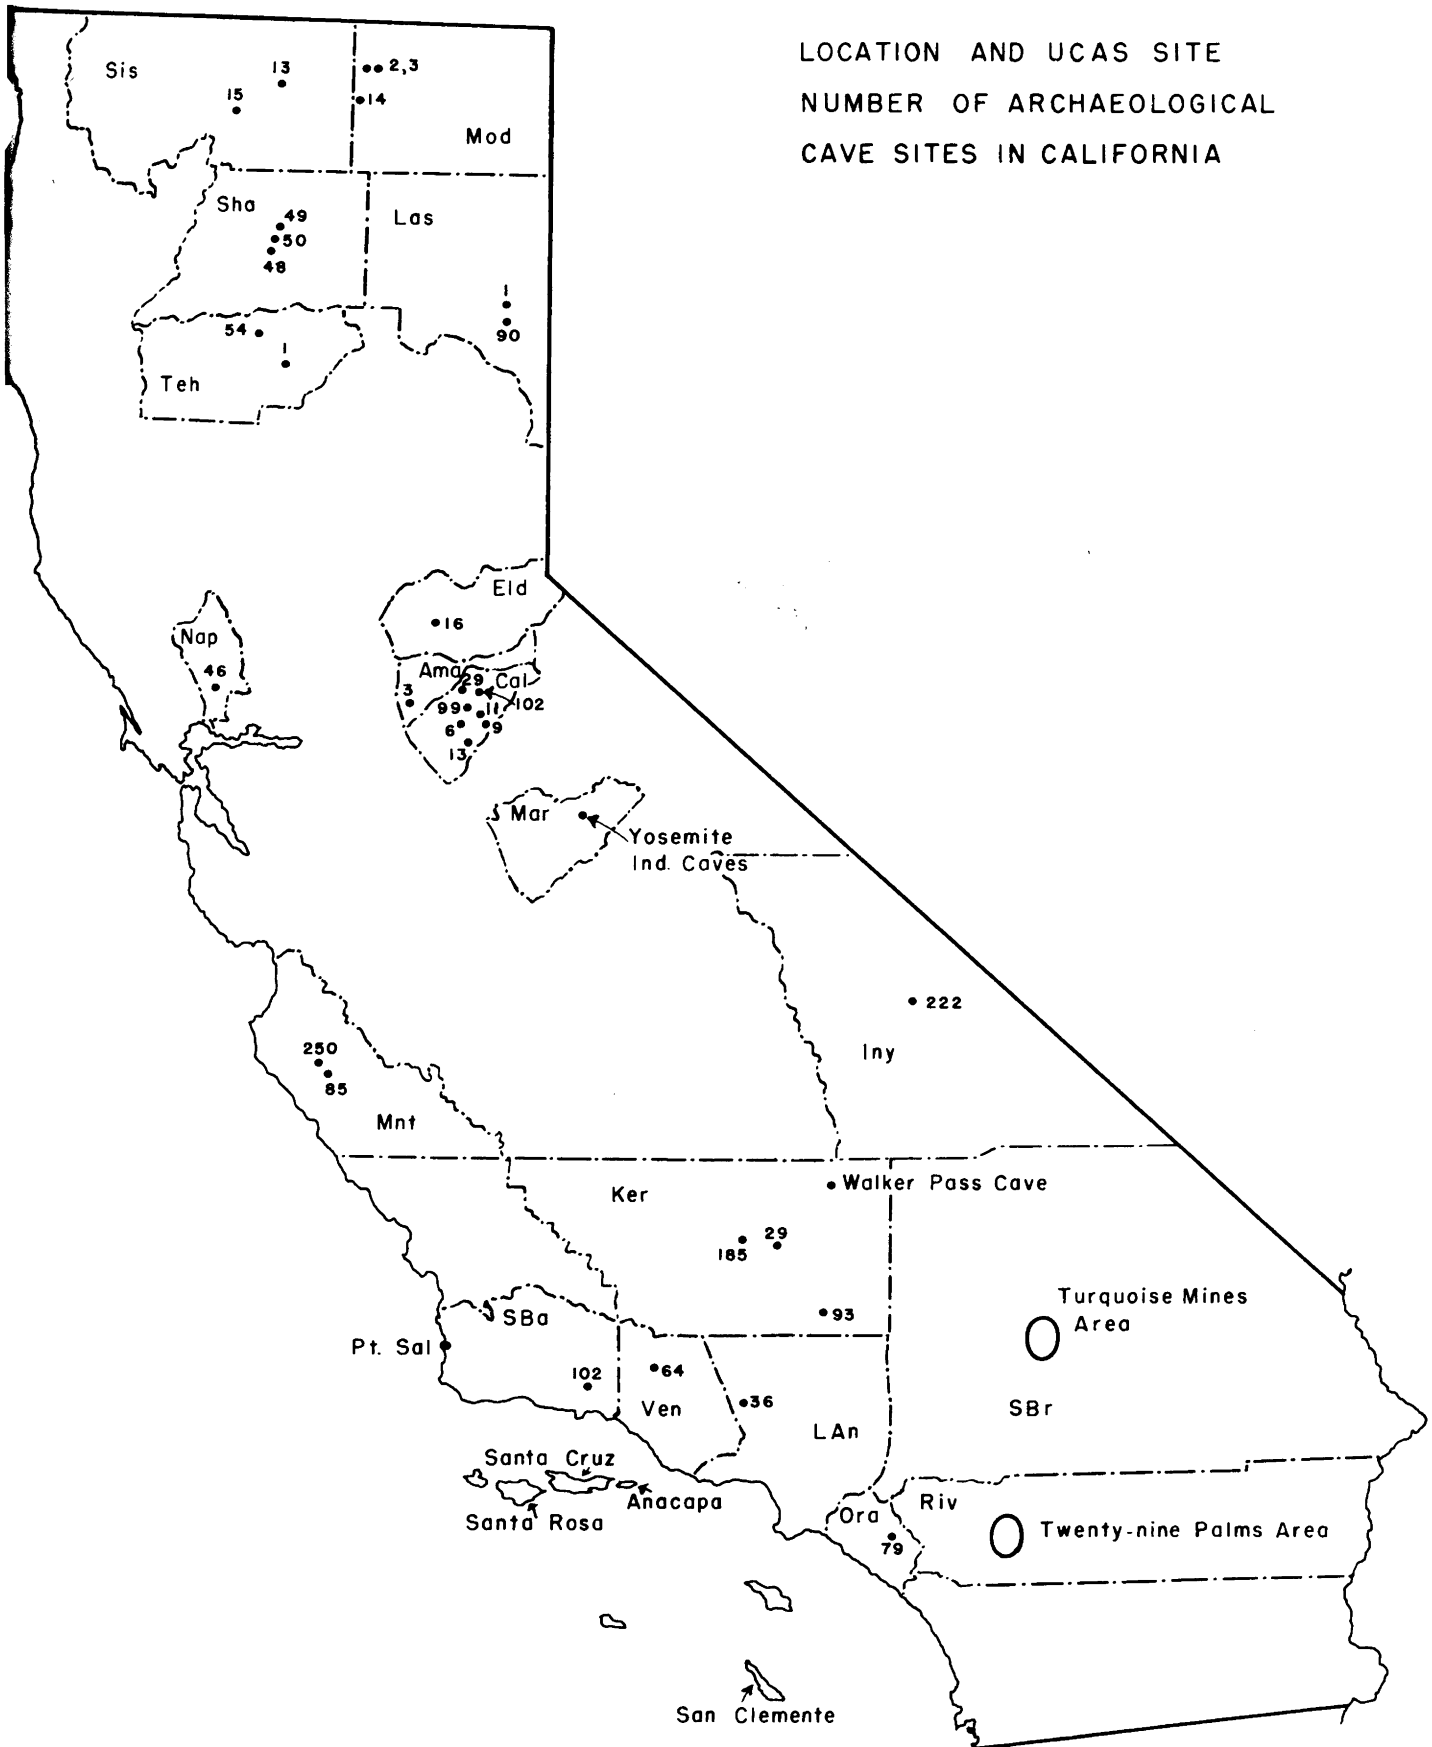 LOCATION AND UCAS SITE
NUMBER OF ARCHAEOLOGICAL
CAVE SITES IN CALIFORNIA
Sis
13
15
2,3
14
Mod
Sha
49
50
48
Las
1
90
54
1
Teh
Eld
16
Nap
46
Ama
Cal
29
3
102
99
11
6
9
13
Mar
Yosemite
Ind. Caves
222
Iny
250
85
Mnt
Ker
Walker Pass Cave
185
29
93
Turquoise Mines
Area
SBr
SBa
Pt. Sal
102
64
Ven
36
LAn
Santa Cruz
Anacapa
Santa Rosa
Ora
79
Riv
Twenty-nine Palms Area
San Clemente